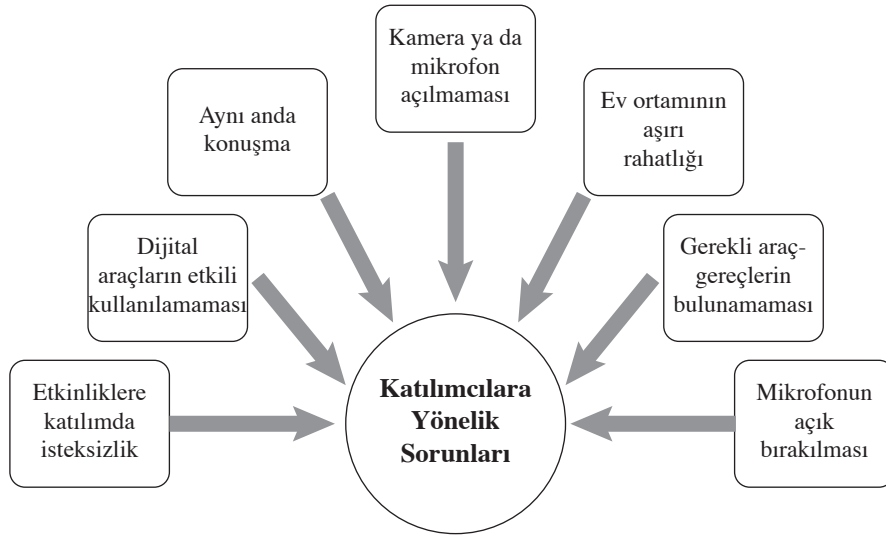 Kamera ya da
mikrofon
açılmaması
Aynı anda
konuşma
Ev ortamının
aşırı
rahatlığı
Dijital
araçların etkili
kullanılamaması
Gerekli araç-
gereçlerin
bulunamaması
Etkinliklere
katılımda
isteksizlik
Katılımcılara
Yönelik
Sorunları
Mikrofonun
açık
bırakılması